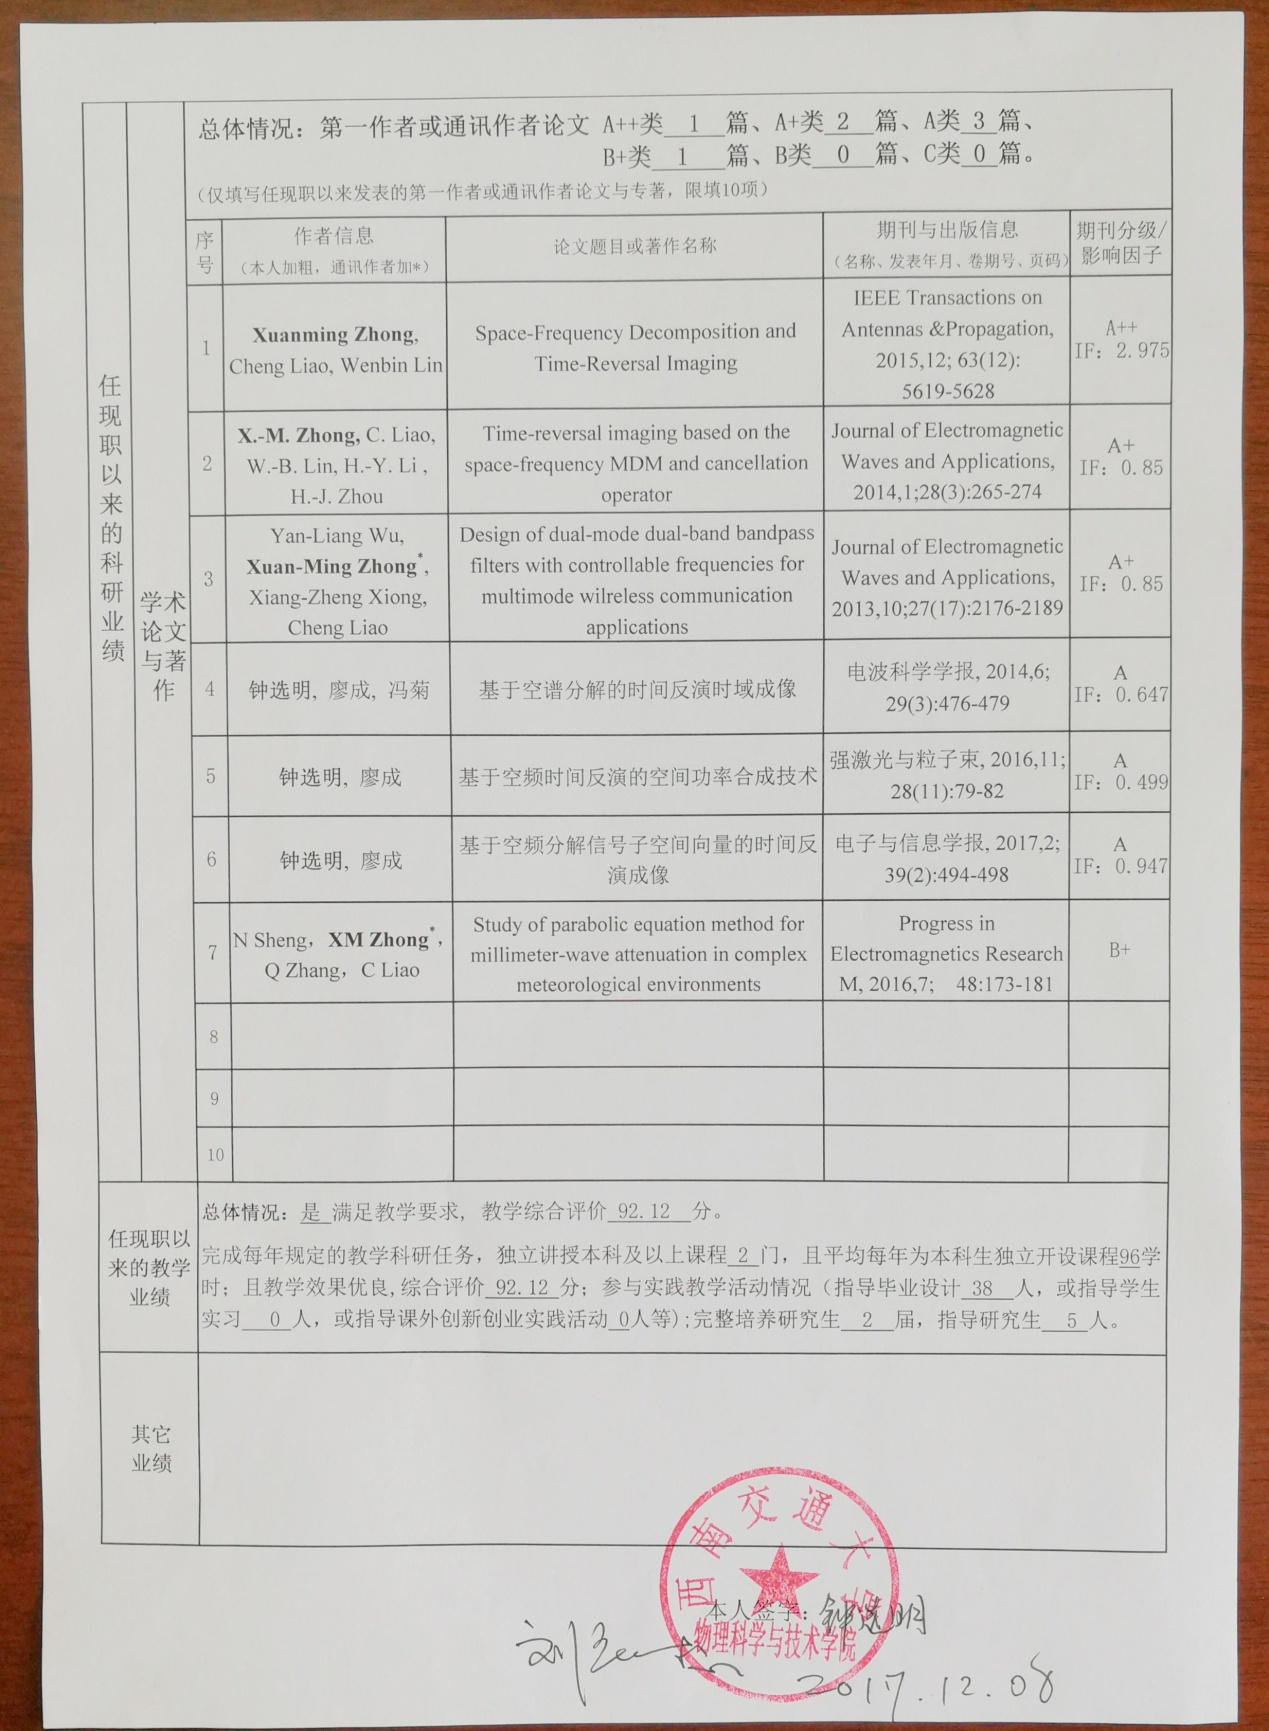 总体情况：第一作者或通讯作者论文 A++类 1 篇、A+类 2 篇、A类 3 篇、
B+类 1 篇、B类 0 篇、C类 0 篇。
（仅填写任现职以来发表的第一作者或通讯作者论文与专著，限填10项）
任现职以来的科研业绩
学术
论文
与著
作
序
号
作者信息
（本人加粗，通讯作者加*）
论文题目或著作名称
期刊与出版信息
（名称、发表年月、卷期号、页码）
期刊分级/
影响因子
1
Xuanming Zhong,
Cheng Liao, Wenbin Lin
Space-Frequency Decomposition and
Time-Reversal Imaging
IEEE Transactions on
Antennas &Propagation,
2015,12; 63(12):
5619-5628
A++
IF：2.975
2
X.-M. Zhong, C. Liao,
W.-B. Lin, H.-Y. Li ,
H.-J. Zhou
Time-reversal imaging based on the
space-frequency MDM and cancellation
operator
Journal of Electromagnetic
Waves and Applications,
2014,1;28(3):265-274
A+
IF：0.85
3
Yan-Liang Wu,
Xuan-Ming Zhong*,
Xiang-Zheng Xiong,
Cheng Liao
Design of dual-mode dual-band bandpass
filters with controllable frequencies for
multimode wilreless communication
applications
Journal of Electromagnetic
Waves and Applications,
2013,10;27(17):2176-2189
A+
IF：0.85
4
钟选明, 廖成, 冯菊
基于空谱分解的时间反演时域成像
电波科学学报, 2014,6;
29(3):476-479
A
IF：0.647
5
钟选明, 廖成
基于空频时间反演的空间功率合成技术
强激光与粒子束, 2016,11;
28(11):79-82
A
IF：0.499
6
钟选明, 廖成
基于空频分解信号子空间向量的时间反
演成像
电子与信息学报, 2017,2;
39(2):494-498
A
IF：0.947
7
N Sheng，XM Zhong*，
Q Zhang，C Liao
Study of parabolic equation method for
millimeter-wave attenuation in complex
meteorological environments
Progress in
Electromagnetics Research
M, 2016,7; 48:173-181
B+
8
9
10
任现职以
来的教学
业绩
总体情况：是 满足教学要求, 教学综合评价 92.12 分。
完成每年规定的教学科研任务，独立讲授本科及以上课程 2 门，且平均每年为本科生独立开设课程96学
时；且教学效果优良,综合评价 92.12 分；参与实践教学活动情况（指导毕业设计 38 人，或指导学生
实习 0 人，或指导课外创新创业实践活动 0人等);完整培养研究生 2 届，指导研究生 5 人。
其它
业绩
西南交通大学
本人签字：钟选明
物理科学与技术学院
2017.12.08